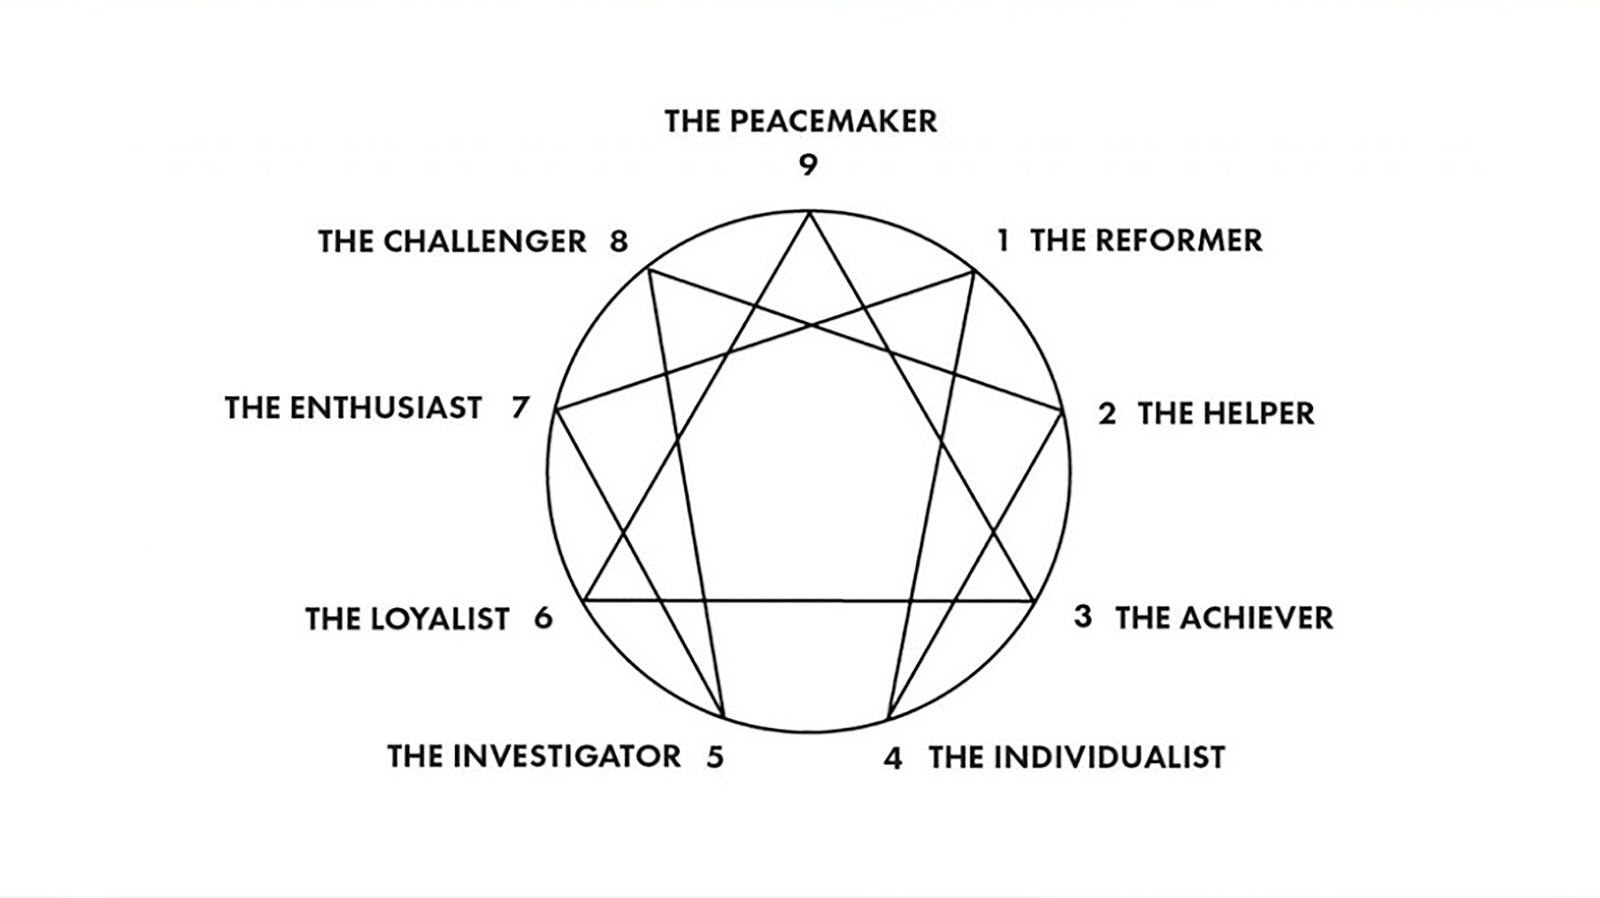 THE PEACEMAKER
9
THE CHALLENGER 8
1 THE REFORMER
THE ENTHUSIAST 7
2 THE HELPER
THE LOYALIST 6
3 THE ACHIEVER
THE INVESTIGATOR 5
4 THE INDIVIDUALIST